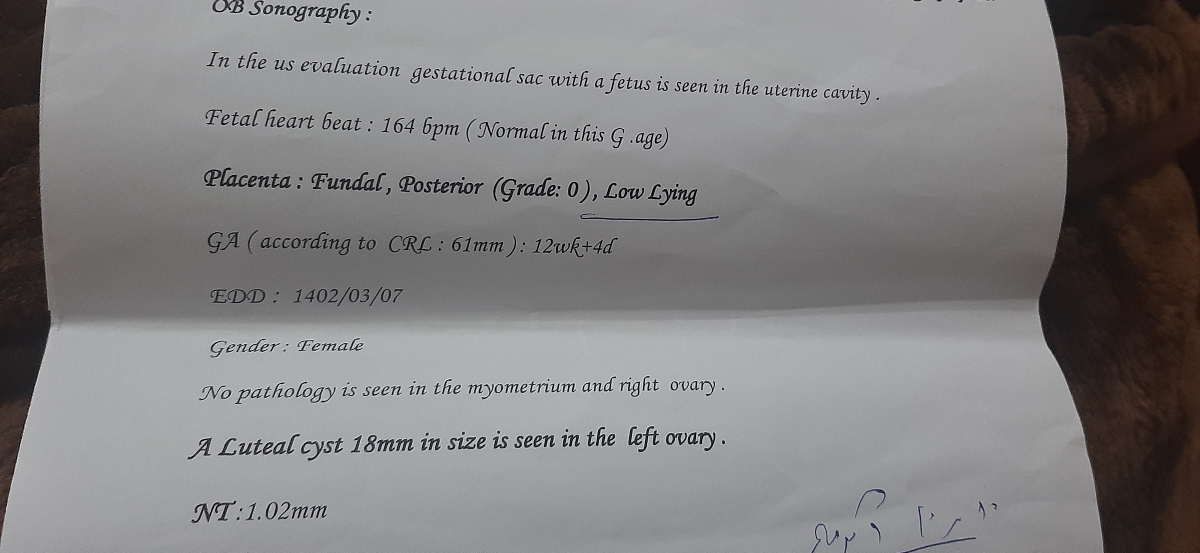 OB Sonography :
In the us evaluation gestational sac with a fetus is seen in the uterine cavity .
Fetal heart beat : 164 bpm ( Normal in this G .age)
Placenta : Fundal , Posterior (Grade: 0 ), Low Lying
GA ( according to CRL : 61mm ) : 12wk+4d
EDD : 1402/03/07
Gender : Female
No pathology is seen in the myometrium and right ovary .
A Luteal cyst 18mm in size is seen in the left ovary .
NT : 1.02mm